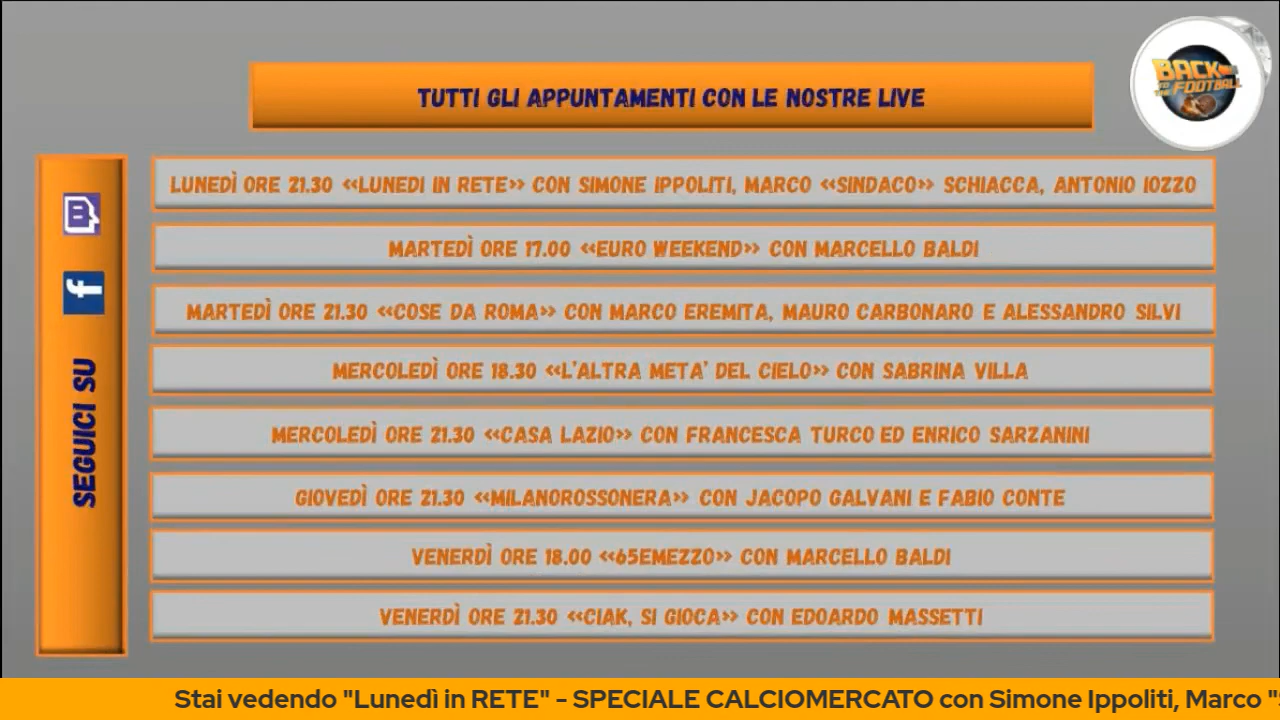 BACK TO THE FOOTBALL
TUTTI GLI APPUNTAMENTI CON LE NOSTRE LIVE
SEGUICI SU
LUNEDÌ ORE 21.30 «LUNEDI IN RETE» CON SIMONE IPPOLITI, MARCO «SINDACO» SCHIACCA, ANTONIO IOZZO
MARTEDÌ ORE 17.00 «EURO WEEKEND» CON MARCELLO BALDI
MARTEDÌ ORE 21.30 «COSE DA ROMA» CON MARCO EREMITA, MAURO CARBONARO E ALESSANDRO SILVI
MERCOLEDÌ ORE 18.30 «L'ALTRA META' DEL CIELO» CON SABRINA VILLA
MERCOLEDÌ ORE 21.30 «CASA LAZIO» CON FRANCESCA TURCO ED ENRICO SARZANINI
GIOVEDÌ ORE 21.30 «MILANOROSSONERA» CON JACOPO GALVANI E FABIO CONTE
VENERDÌ ORE 18.00 «65EMEZZO» CON MARCELLO BALDI
VENERDÌ ORE 21.30 «CIAK, SI GIOCA» CON EDOARDO MASSETTI
Stai vedendo "Lunedì in RETE" - SPECIALE CALCIOMERCATO con Simone Ippoliti, Marco "